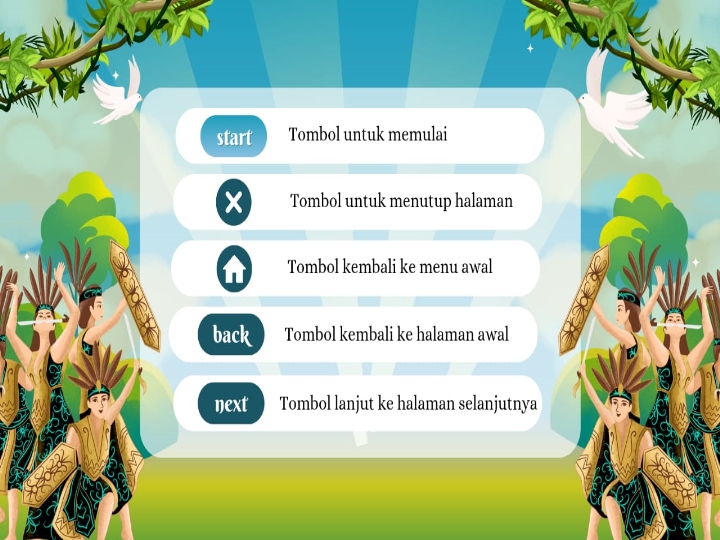 start Tombol untuk memulai
Tombol untuk menutup halaman
Tombol kembali ke menu awal
back Tombol kembali ke halaman awal
next Tombol lanjut ke halaman selanjutnya